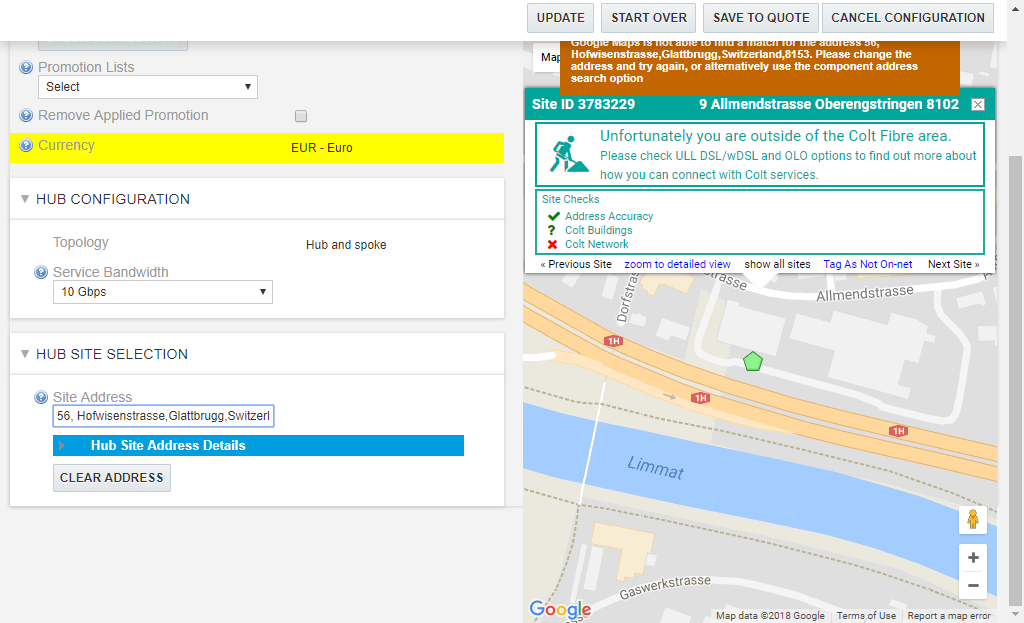 UPDATE
START OVER
SAVE TO QUOTE
CANCEL CONFIGURATION
Promotion Lists
Select
Remove Applied Promotion
Currency
EUR - Euro
HUB CONFIGURATION
Topology
Hub and spoke
Service Bandwidth
10 Gbps
HUB SITE SELECTION
Site Address
56, Hofwisenstrasse,Glattbrugg,Switzerl
Hub Site Address Details
CLEAR ADDRESS
Map
Google Maps is not able to find a match for the address 56,
Hofwisenstrasse,Glattbrugg,Switzerland,8153. Please change the
address and try again, or alternatively use the component address
search option
Site ID 3783229
9 Allmendstrasse Oberengstringen 8102
Unfortunately you are outside of the Colt Fibre area.
Please check ULL DSL/wDSL and OLO options to find out more about
how you can connect with Colt services.
Site Checks
Address Accuracy
Colt Buildings
Colt Network
« Previous Site
zoom to detailed view
show all sites
Tag As Not On-net
Next Site »
Dorfstras
Allmendstrasse
1H
1H
1H
Limmat
Gaswerkstrasse
Google
Map data ©2018 Google
Terms of Use
Report a map error